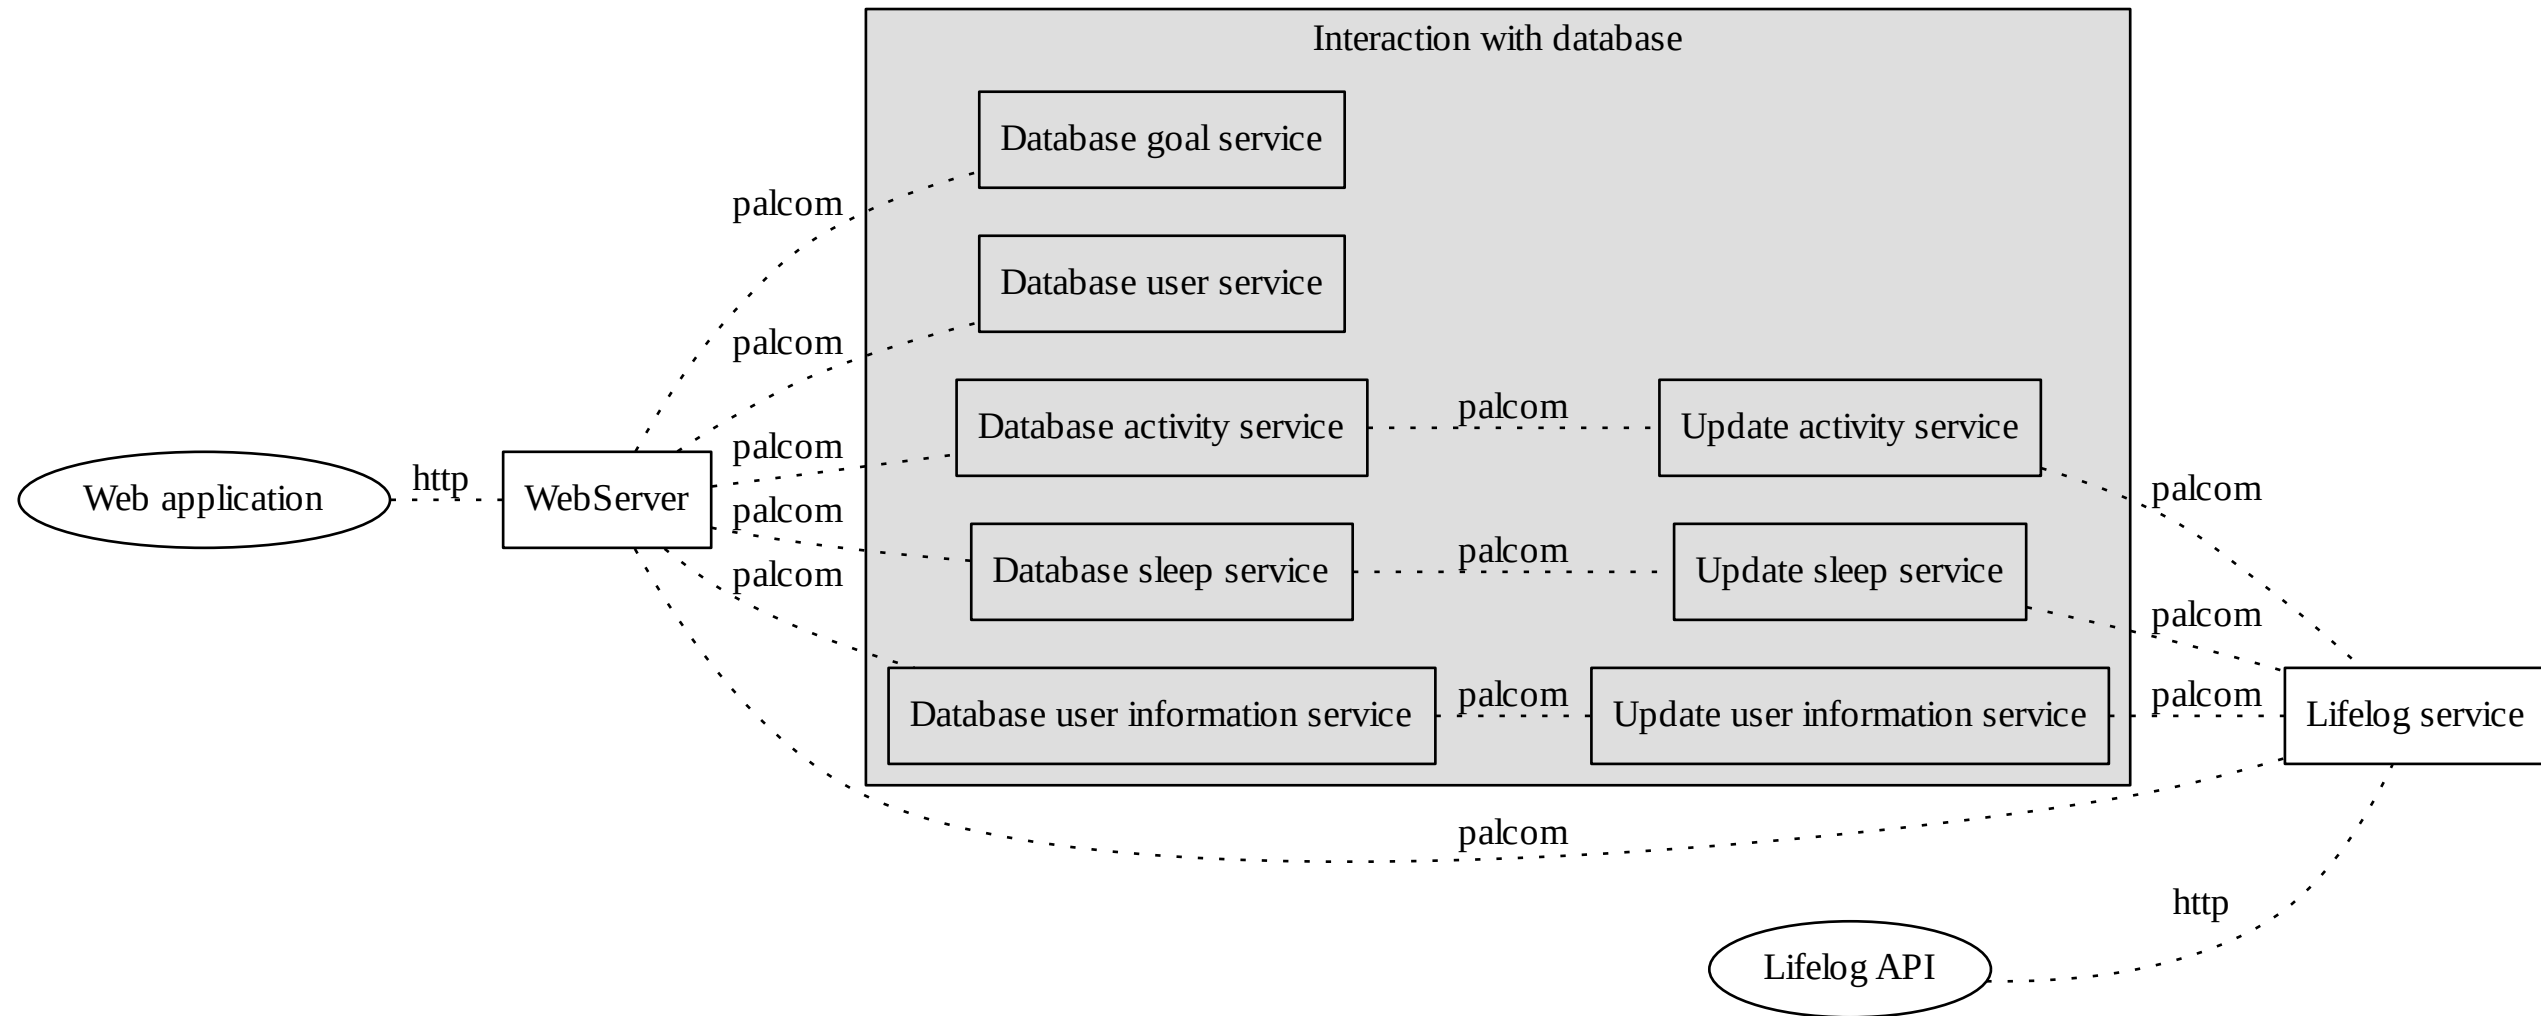 Interaction with database
Database goal service
palcom
Database user service
palcom
Database activity service
palcom
Update activity service
palcom
Web application
http
WebServer
palcom
palcom
Database sleep service
palcom
Update sleep service
palcom
palcom
Database user information service
palcom
Update user information service
palcom
Lifelog service
palcom
http
Lifelog API